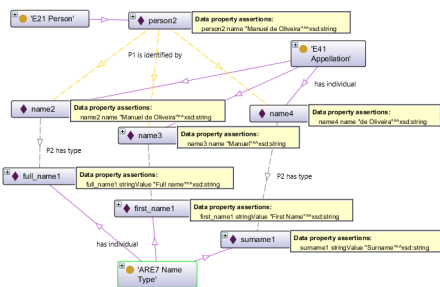 'E21 Person'
person2
Data property assertions:
person2 name "Manuel de Oliveira"^^xsd:string
'E41
Appellation'
P1 is identified by
has individual
name2
Data property assertions:
name2 name "Manuel de Oliveira"^^xsd:string
name4
Data property assertions:
name4 name "de Oliveira"^^xsd:string
name3
Data property assertions:
name3 name "Manuel"^^xsd:string
P2 has type
P2 has type
full_name1
Data property assertions:
full_name1 stringValue "Full name"^^xsd:string
first_name1
Data property assertions:
first_name1 stringValue "First Name"^^xsd:string
surname1
Data property assertions:
surname1 stringValue "Surname"^^xsd:string
has individual
'ARE7 Name
Type'